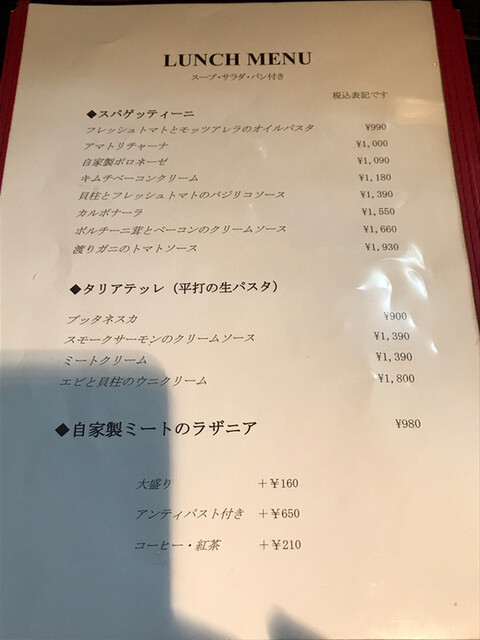 LUNCH MENU
スープ・サラダ・パン付き
税込表記です
◆スパゲッティーニ
フレッシュトマトとモッツアレラのオイルパスタ ¥990
アマトリチャーナ ¥1,000
自家製ボロネーゼ ¥1,090
キムチベーコンクリーム ¥1,180
貝柱とフレッシュトマトのバジリコソース ¥1,390
カルボナーラ ¥1,550
ポルチーニ茸とベーコンのクリームソース ¥1,660
渡りガニのトマトソース ¥1,930
◆タリアテッレ（平打の生パスタ）
プッタネスカ ¥900
スモークサーモンのクリームソース ¥1,390
ミートクリーム ¥1,390
エビと貝柱のウニクリーム ¥1,800
◆自家製ミートのラザニア ¥980
大盛り ＋￥160
アンティパスト付き ＋￥650
コーヒー・紅茶 ＋￥210